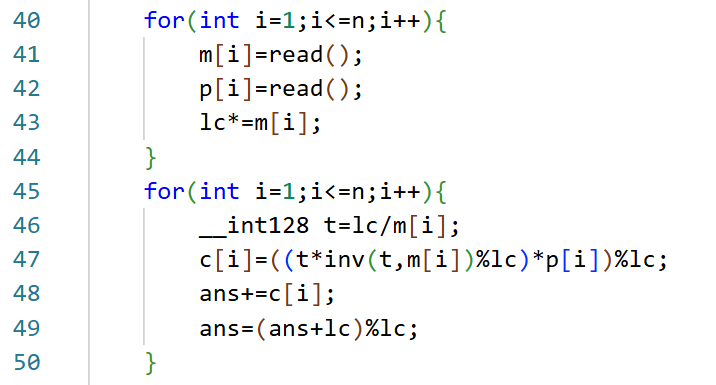 40 for(int i=1;i<=n;i++){
41 m[i]=read();
42 p[i]=read();
43 lc*=m[i];
44 }
45 for(int i=1;i<=n;i++){
46 __int128 t=lc/m[i];
47 c[i]=((t*inv(t,m[i])%lc)*p[i])%lc;
48 ans+=c[i];
49 ans=(ans+lc)%lc;
50 }